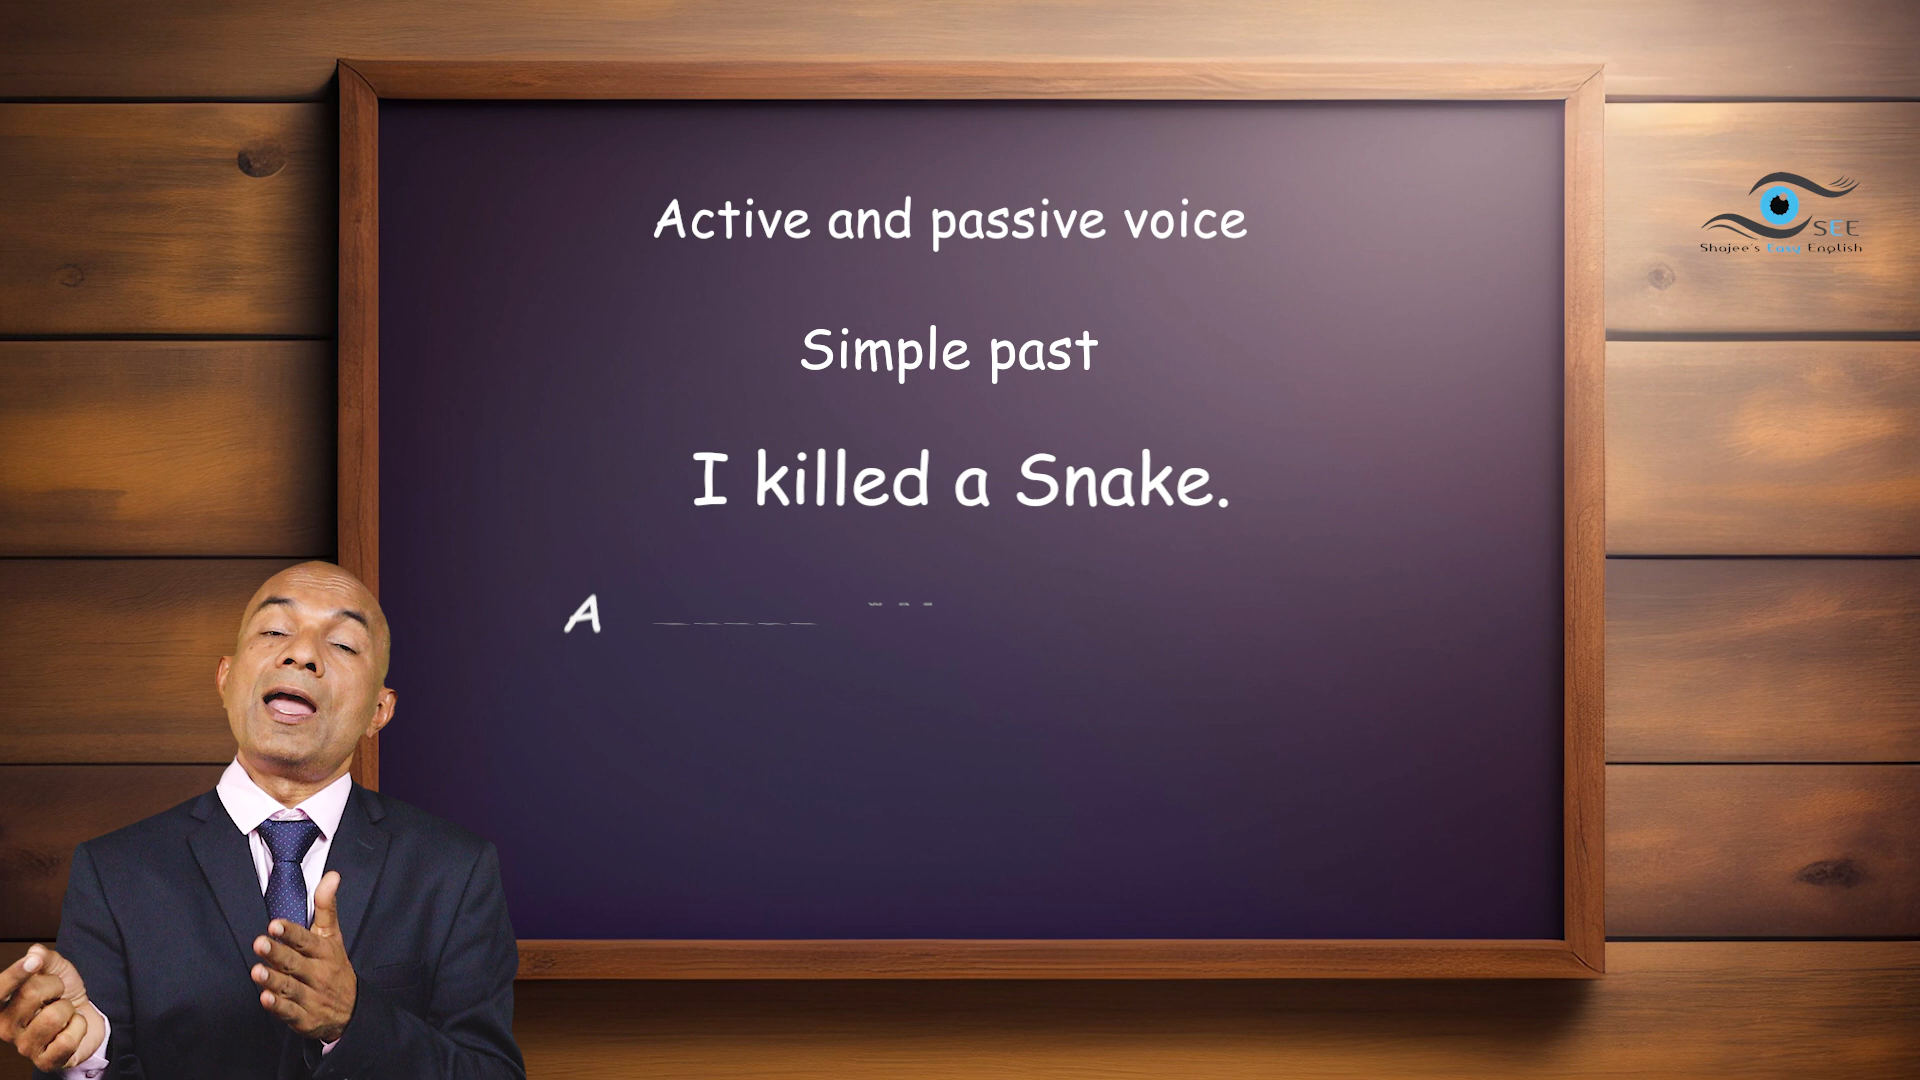 Active and passive voice
SEE
Shajee's Easy English
Simple past
I killed a Snake.
A